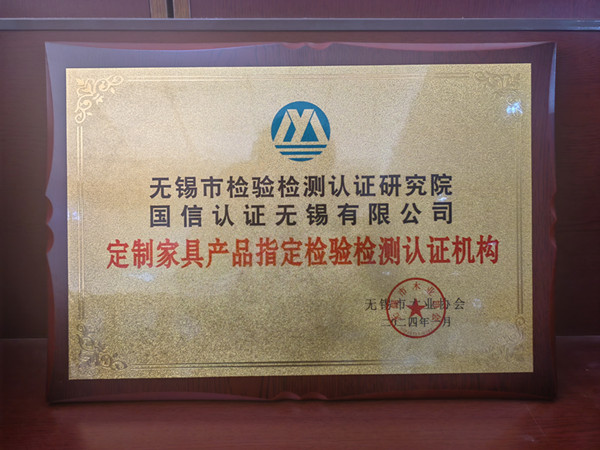 无锡市检验检测认证研究院
国信认证无锡有限公司
定制家具产品指定检验检测认证机构
无锡市木业协会
二〇二四年 月